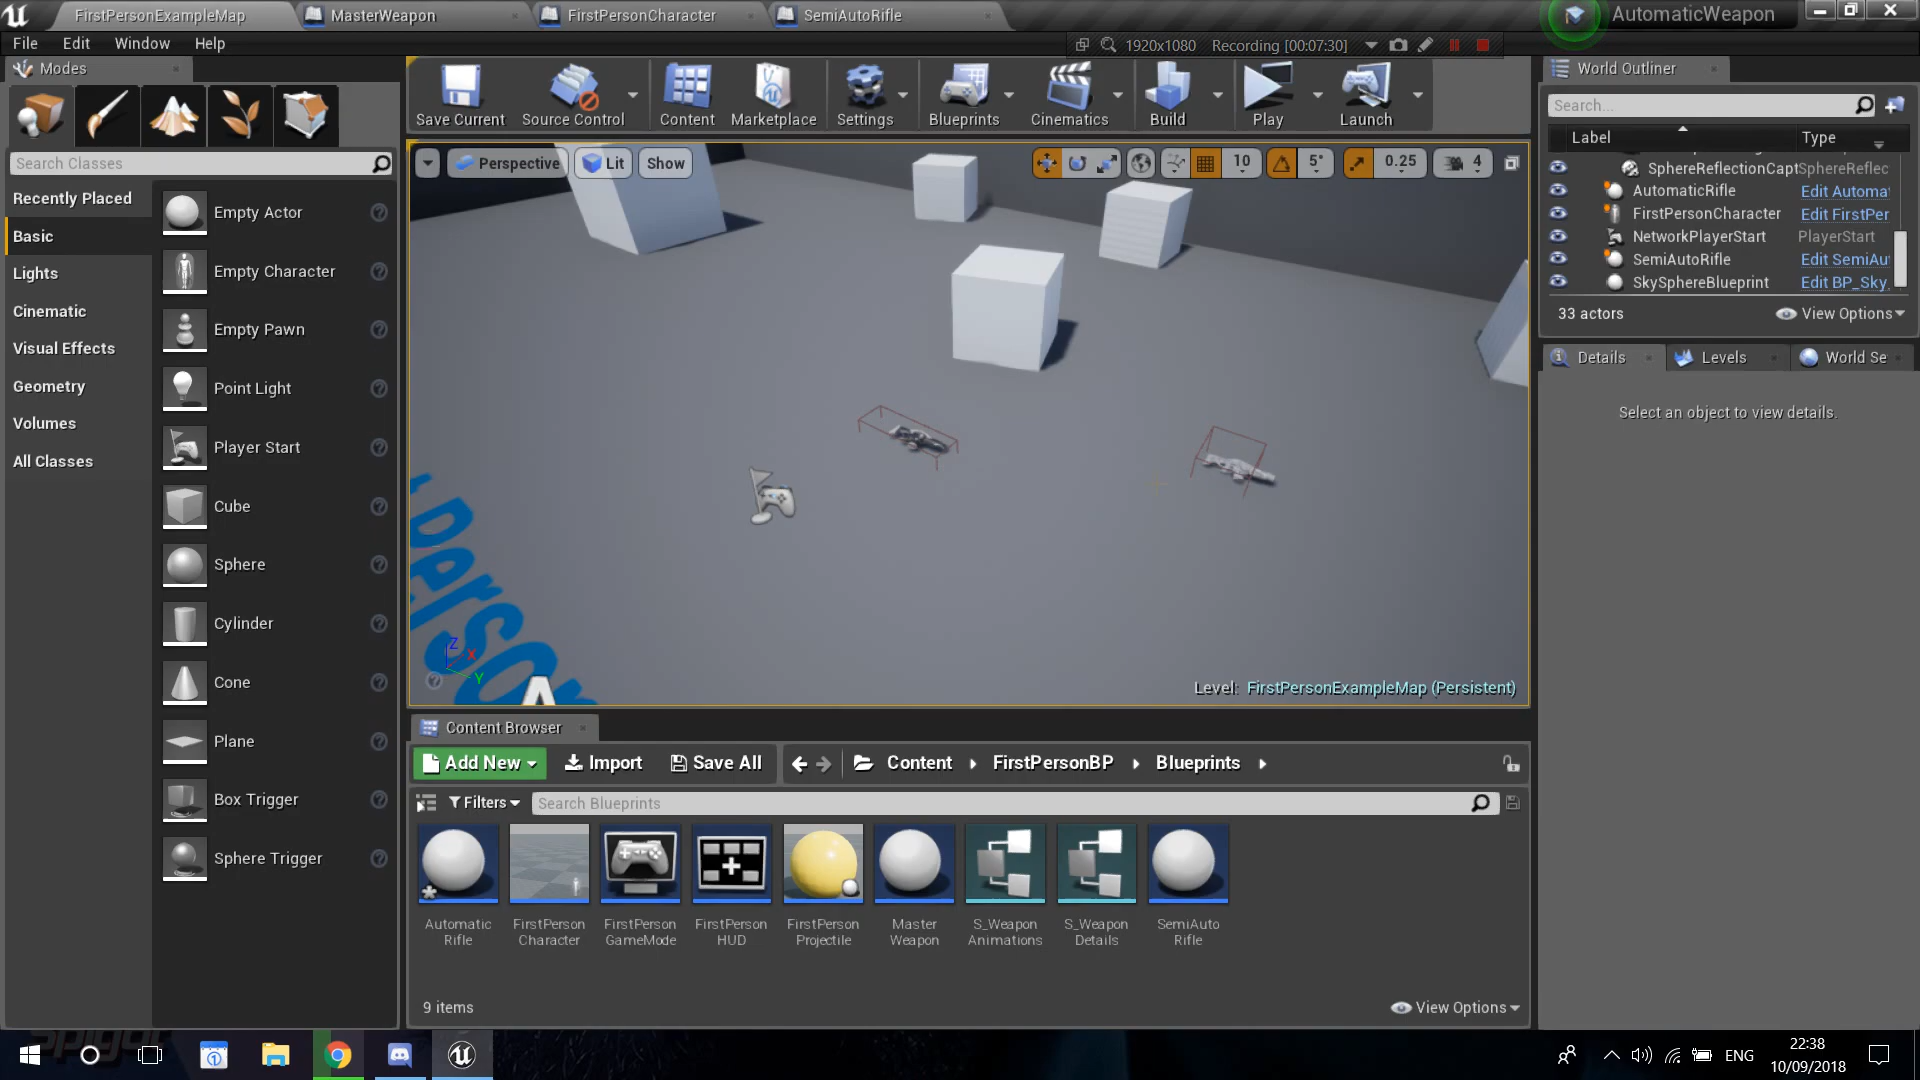 FirstPersonExampleMap
MasterWeapon
FirstPersonCharacter
SemiAutoRifle
AutomaticWeapon
File Edit Window Help
1920x1080 Recording [00:07:30]
Modes
World Outliner
Save Current
Source Control
Content
Marketplace
Settings
Blueprints
Cinematics
Build
Play
Launch
Search...
Search Classes
Label Type
Perspective Lit Show
10 5° 0.25 4
SphereReflectionCapt SphereReflec
AutomaticRifle Edit Automat
FirstPersonCharacter Edit FirstPer
NetworkPlayerStart PlayerStart
SemiAutoRifle Edit SemiAut
SkySphereBlueprint Edit BP_Sky
33 actors View Options
Details Levels World Se
Select an object to view details.
Recently Placed
Basic
Lights
Cinematic
Visual Effects
Geometry
Volumes
All Classes
Empty Actor
Empty Character
Empty Pawn
Point Light
Player Start
Cube
Sphere
Cylinder
Cone
Plane
Box Trigger
Sphere Trigger
Z
X
Y
Level: FirstPersonExampleMap (Persistent)
Content Browser
Add New Import Save All Content FirstPersonBP Blueprints
Filters Search Blueprints
Automatic
Rifle
FirstPerson
Character
FirstPerson
GameMode
FirstPerson
HUD
FirstPerson
Projectile
Master
Weapon
S_Weapon
Animations
S_Weapon
Details
SemiAuto
Rifle
9 items View Options
ENG
22:38
10/09/2018